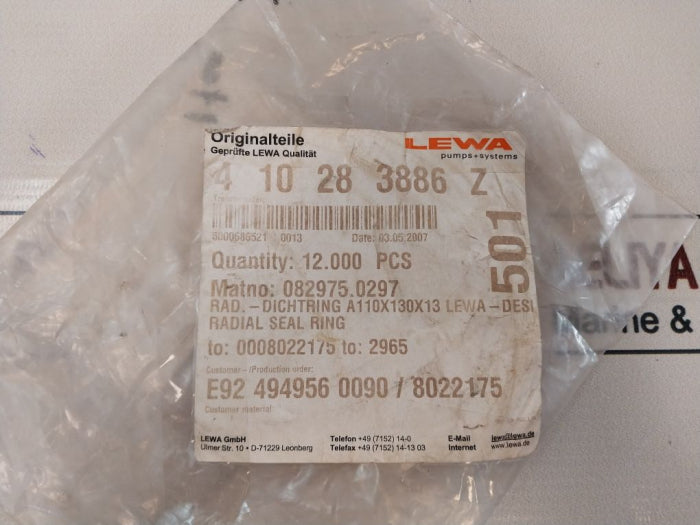 Originalteile
Geprüfte LEWA Qualität
LEWA
pumps+systems
4 10 28 3886 Z
0013 Date: 03.05.2007
501
Quantity: 12.000 PCS
Matno: 082975.0297
RAD.-DICHTRING A110X130X13 LEWA-DESI
RADIAL SEAL RING
to: 0008022175 to: 2965
Customer-/Production order:
E92 494956 0090 / 8022175
Customer material:
LEWA GmbH
Ulmer Str. 10 • D-71229 Leonberg
Telefon +49 (7152) 14-0
Telefax +49 (7152) 14-13 03
E-Mail lewa@lewa.de
Internet www.lewa.de
ELIYA
Marine &